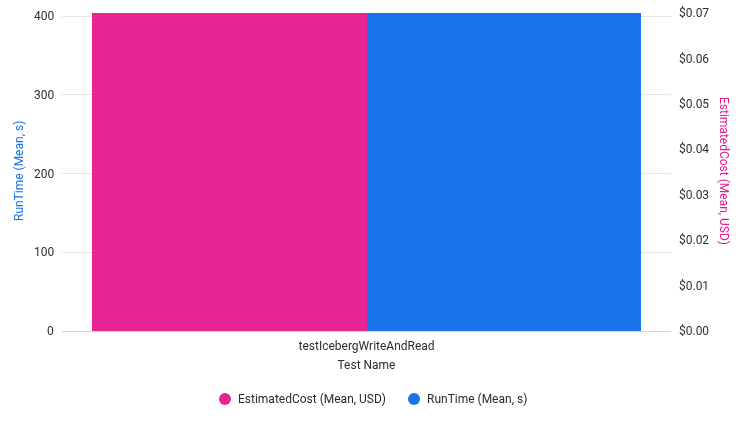 400
300
200
100
0
RunTime (Mean, s)
$0.07
$0.06
$0.05
$0.04
$0.03
$0.02
$0.01
$0.00
EstimatedCost (Mean, USD)
testIcebergWriteAndRead
Test Name
EstimatedCost (Mean, USD)
RunTime (Mean, s)